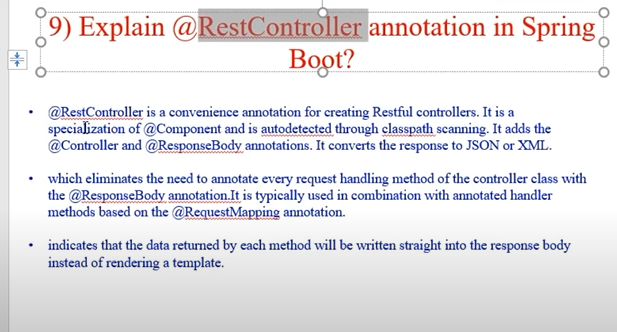 9) Explain @RestController annotation in Spring
Boot?
• @RestController is a convenience annotation for creating Restful controllers. It is a
specialization of @Component and is autodetected through classpath scanning. It adds the
@Controller and @ResponseBody annotations. It converts the response to JSON or XML.
• which eliminates the need to annotate every request handling method of the controller class with
the @ResponseBody annotation.It is typically used in combination with annotated handler
methods based on the @RequestMapping annotation.
• indicates that the data returned by each method will be written straight into the response body
instead of rendering a template.